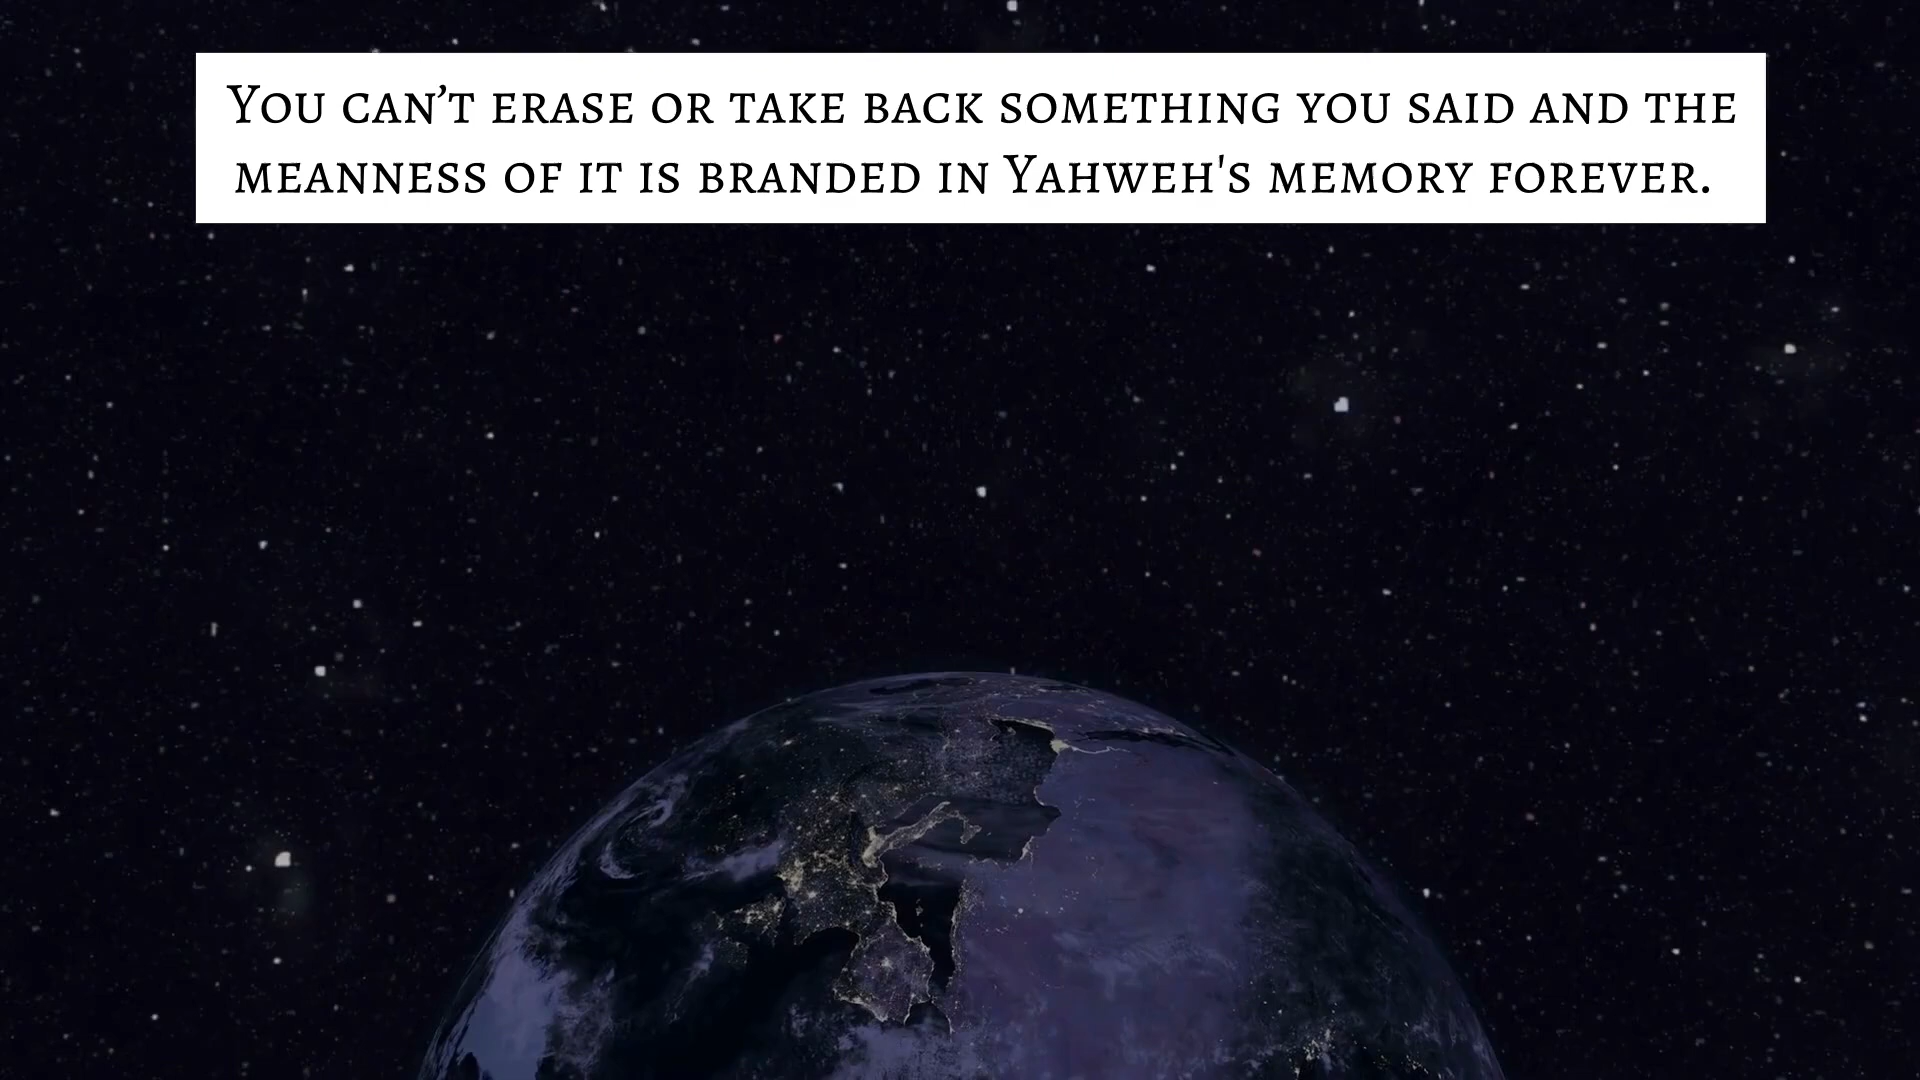 You can’t erase or take back something you said and the
meanness of it is branded in Yahweh's memory forever.